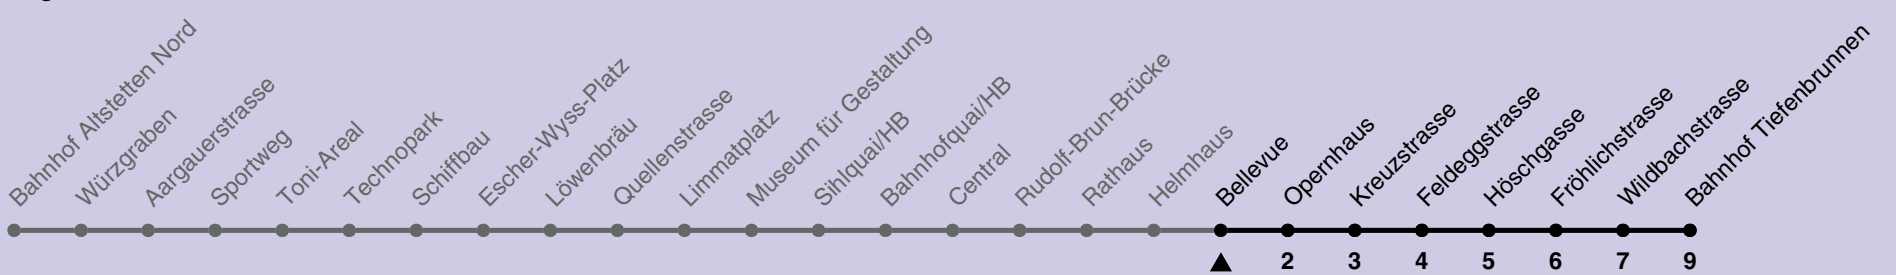 Bahnhof Altstetten Nord
Würzgraben
Aargauerstrasse
Sportweg
Toni-Areal
Technopark
Schiffbau
Escher-Wyss-Platz
Löwenbräu
Quellenstrasse
Limmatplatz
Museum für Gestaltung
Sihlquai/HB
Bahnhofquai/HB
Central
Rudolf-Brun-Brücke
Rathaus
Helmhaus
Bellevue
Opernhaus
Kreuzstrasse
Feldeggstrasse
Höschgasse
Fröhlichstrasse
Wildbachstrasse
Bahnhof Tiefenbrunnen
2 3 4 5 6 7 9